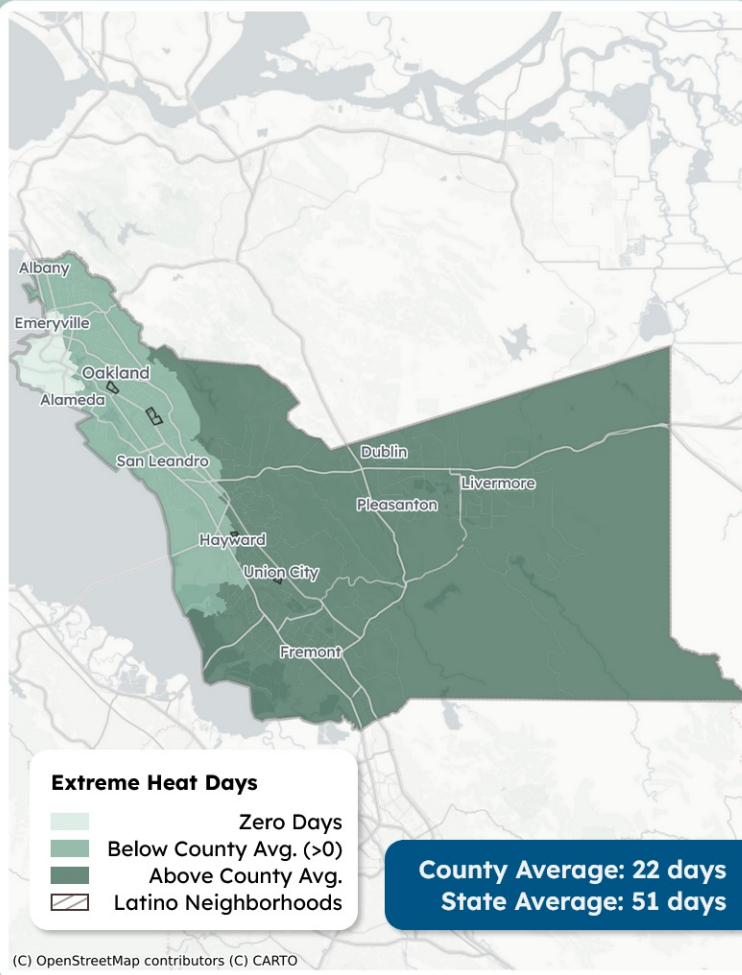 Albany
Emeryville
Oakland
Alameda
San Leandro
Dublin
Livermore
Pleasanton
Hayward
Union City
Fremont
Extreme Heat Days
Zero Days
Below County Avg. (>0)
Above County Avg.
Latino Neighborhoods
County Average: 22 days
State Average: 51 days
(C) OpenStreetMap contributors (C) CARTO